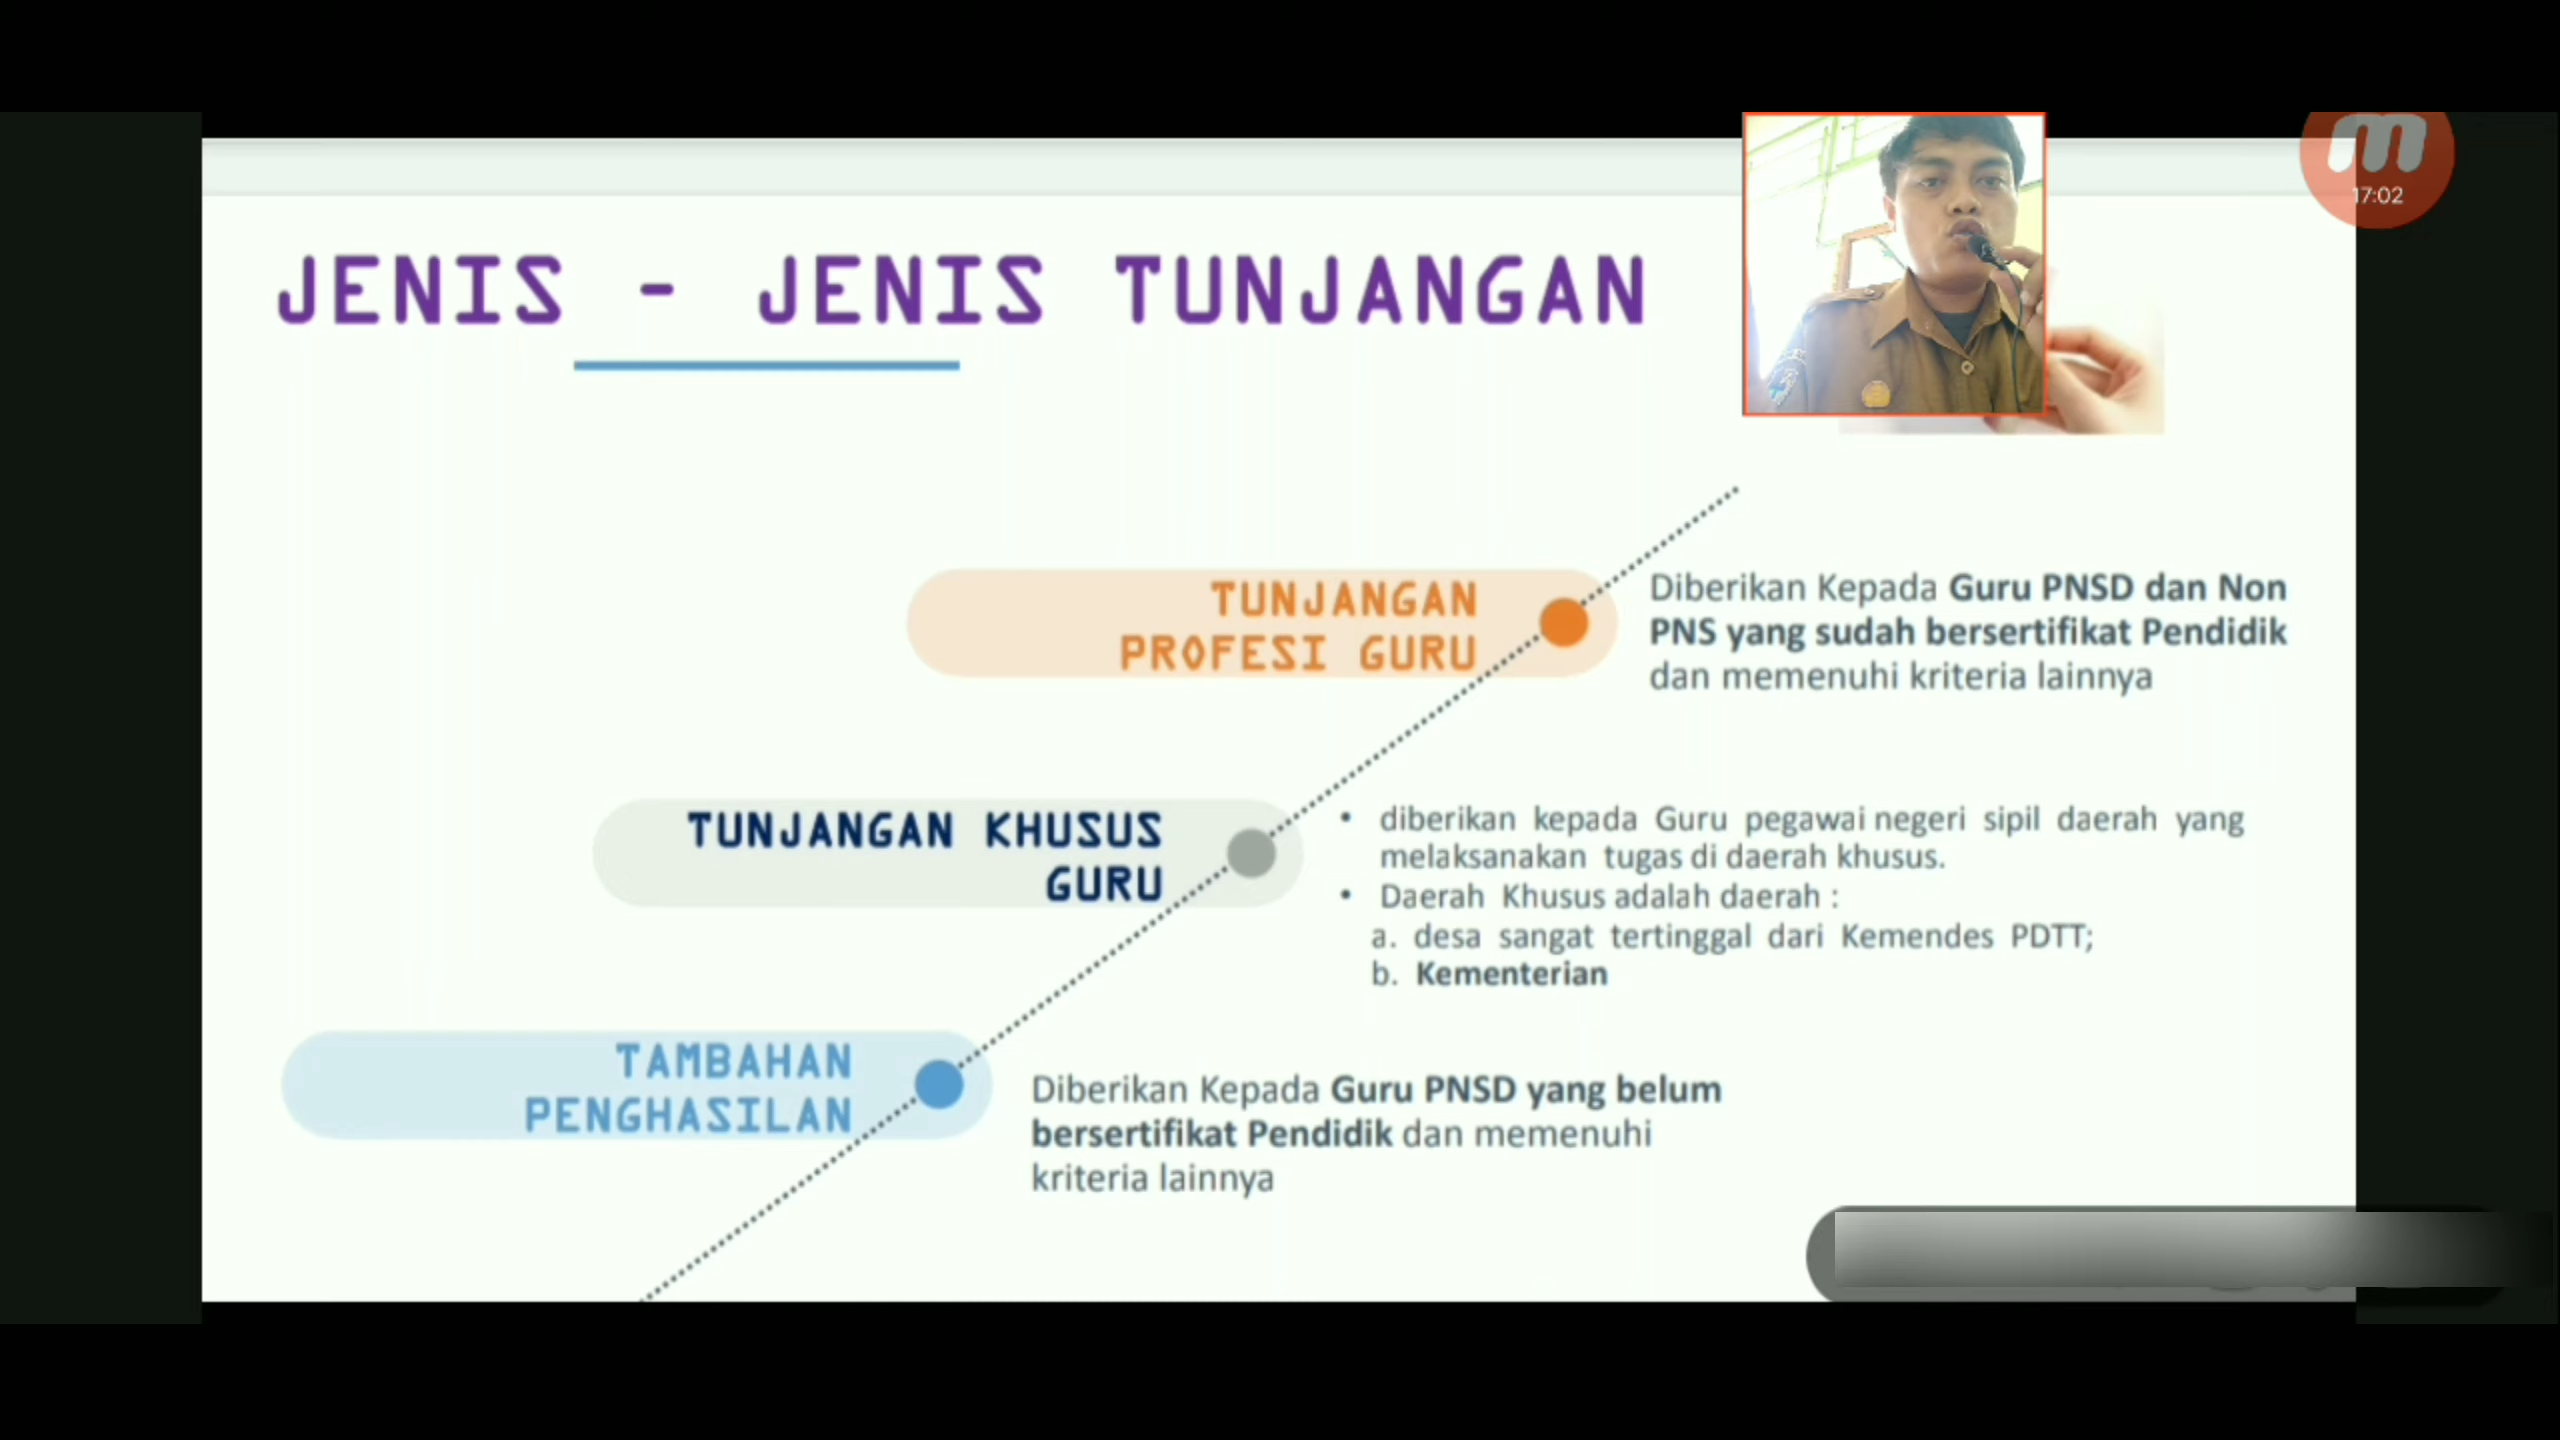 m
17:02
JENIS - JENIS TUNJANGAN
TUNJANGAN
PROFESI GURU
Diberikan Kepada Guru PNSD dan Non
PNS yang sudah bersertifikat Pendidik
dan memenuhi kriteria lainnya
TUNJANGAN KHUSUS
GURU
• diberikan kepada Guru pegawai negeri sipil daerah yang
melaksanakan tugas di daerah khusus.
• Daerah Khusus adalah daerah :
a. desa sangat tertinggal dari Kemendes PDTT;
b. Kementerian
TAMBAHAN
PENGHASILAN
Diberikan Kepada Guru PNSD yang belum
bersertifikat Pendidik dan memenuhi
kriteria lainnya